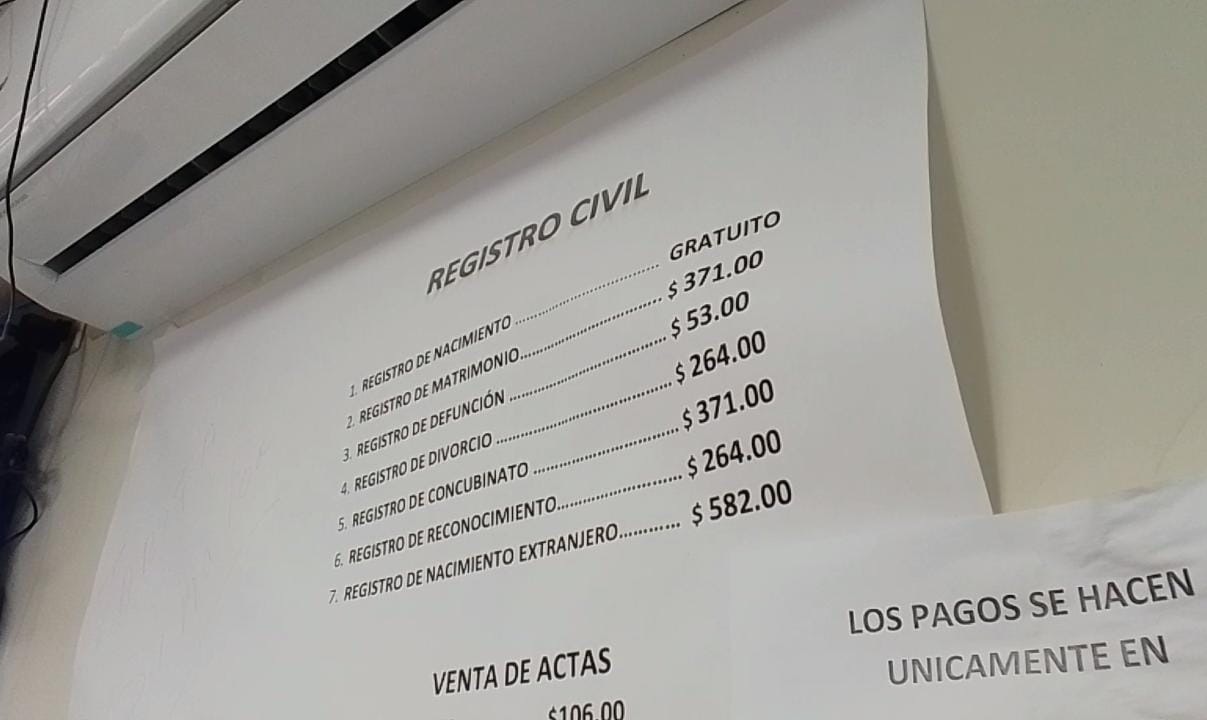 REGISTRO CIVIL
1. REGISTRO DE NACIMIENTO .............................. GRATUITO
2. REGISTRO DE MATRIMONIO.............................. $ 371.00
3. REGISTRO DE DEFUNCIÓN .................................. $ 53.00
4. REGISTRO DE DIVORCIO ...................................... $ 264.00
5. REGISTRO DE CONCUBINATO ................................ $ 371.00
6. REGISTRO DE RECONOCIMIENTO........................... $ 264.00
7. REGISTRO DE NACIMIENTO EXTRANJERO............ $ 582.00
VENTA DE ACTAS
$106.00
LOS PAGOS SE HACEN
UNICAMENTE EN